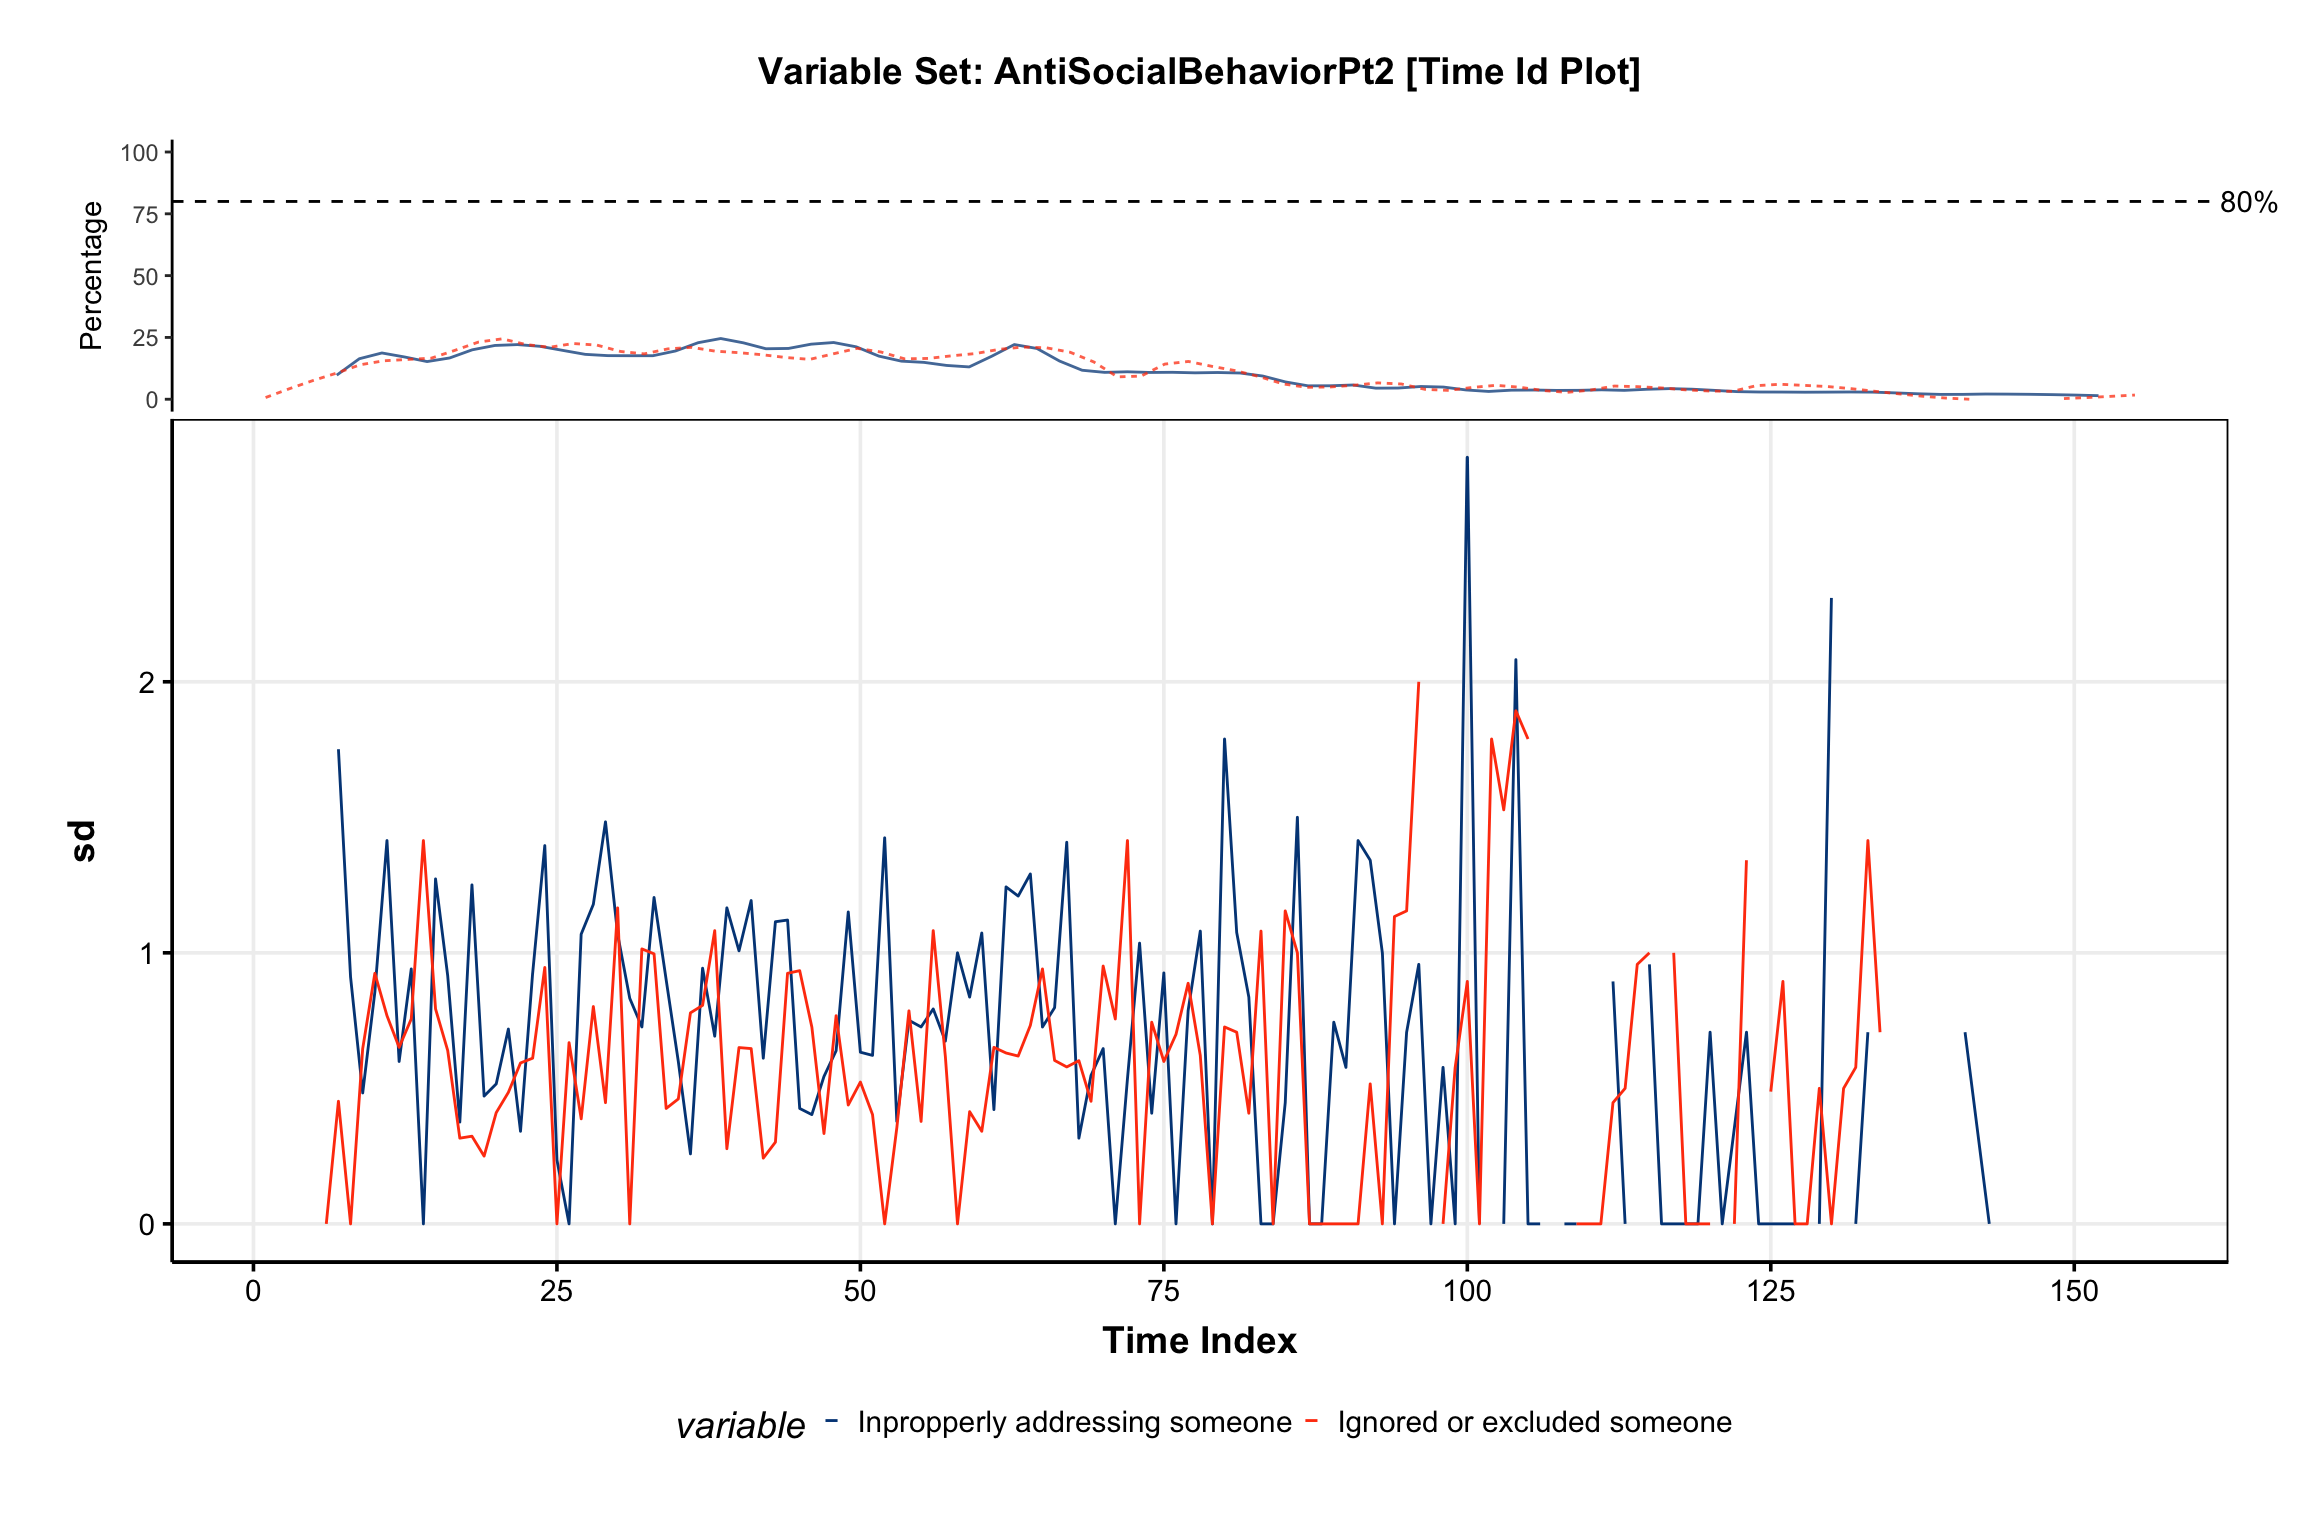 Variable Set: AntiSocialBehaviorPt2 [Time Id Plot]
Percentage
100
75
50
25
0
80%
sd
2
1
0
0 25 50 75 100 125 150
Time Index
variable Inpropperly addressing someone Ignored or excluded someone